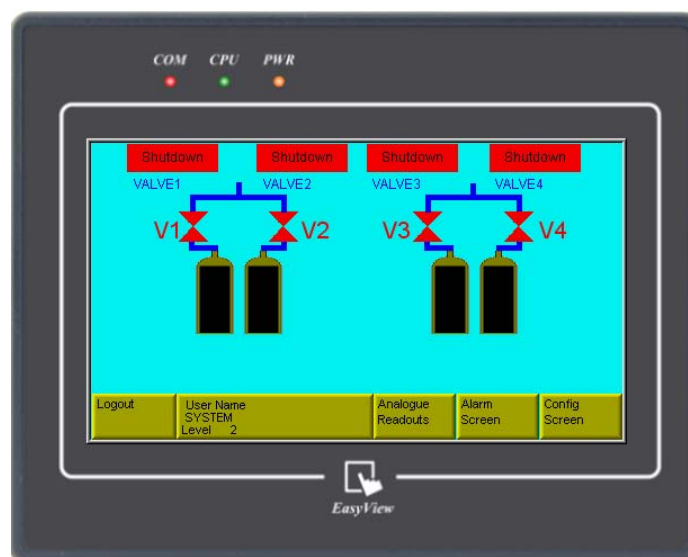 COM CPU PWR
Shutdown Shutdown Shutdown Shutdown
VALVE1 VALVE2 VALVE3 VALVE4
V1 V2 V3 V4
Logout
User Name
SYSTEM
Level 2
Analogue
Readouts
Alarm
Screen
Config
Screen
EasyView